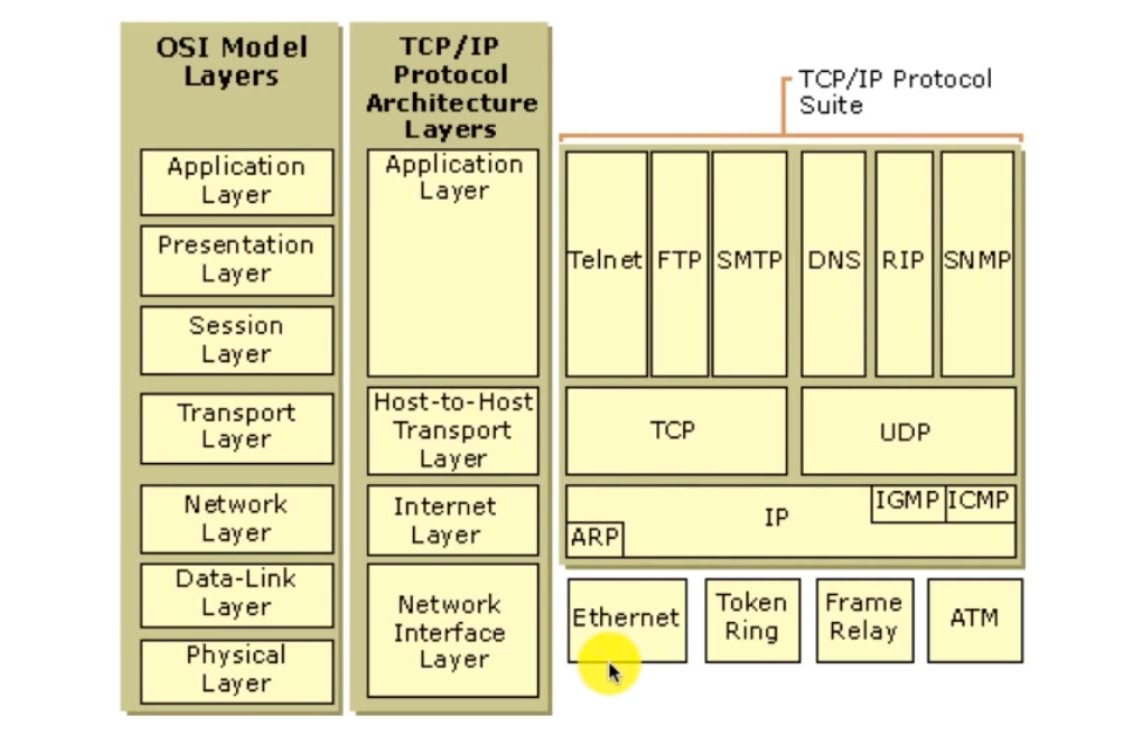 OSI Model
Layers
Application
Layer
Presentation
Layer
Session
Layer
Transport
Layer
Network
Layer
Data-Link
Layer
Physical
Layer
TCP/IP
Protocol
Architecture
Layers
Application
Layer
Host-to-Host
Transport
Layer
Internet
Layer
Network
Interface
Layer
TCP/IP Protocol
Suite
Telnet
FTP
SMTP
DNS
RIP
SNMP
TCP
UDP
IP
IGMP
ICMP
ARP
Ethernet
Token
Ring
Frame
Relay
ATM